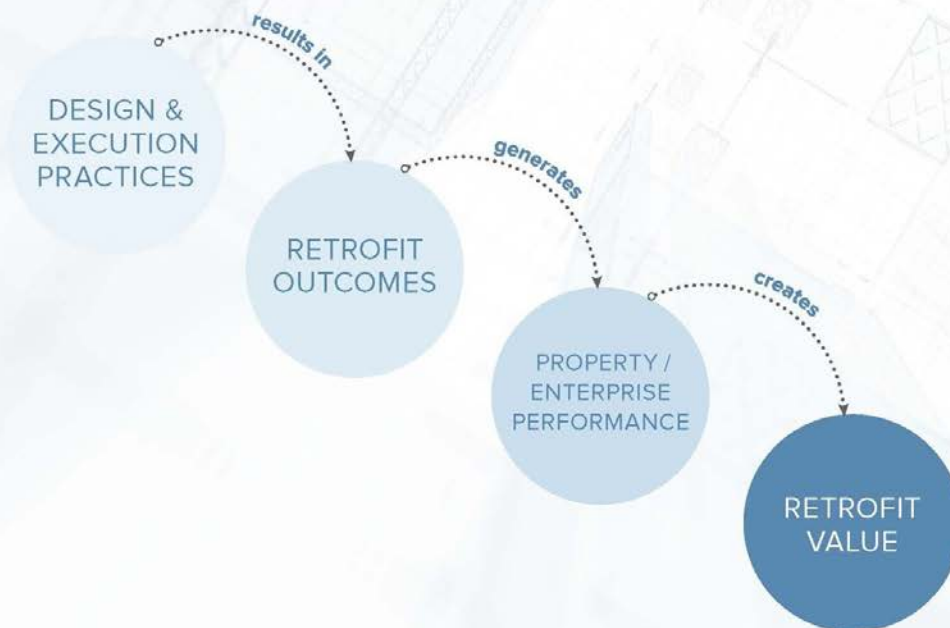 results in
DESIGN &
EXECUTION
PRACTICES
generates
RETROFIT
OUTCOMES
creates
PROPERTY /
ENTERPRISE
PERFORMANCE
RETROFIT
VALUE